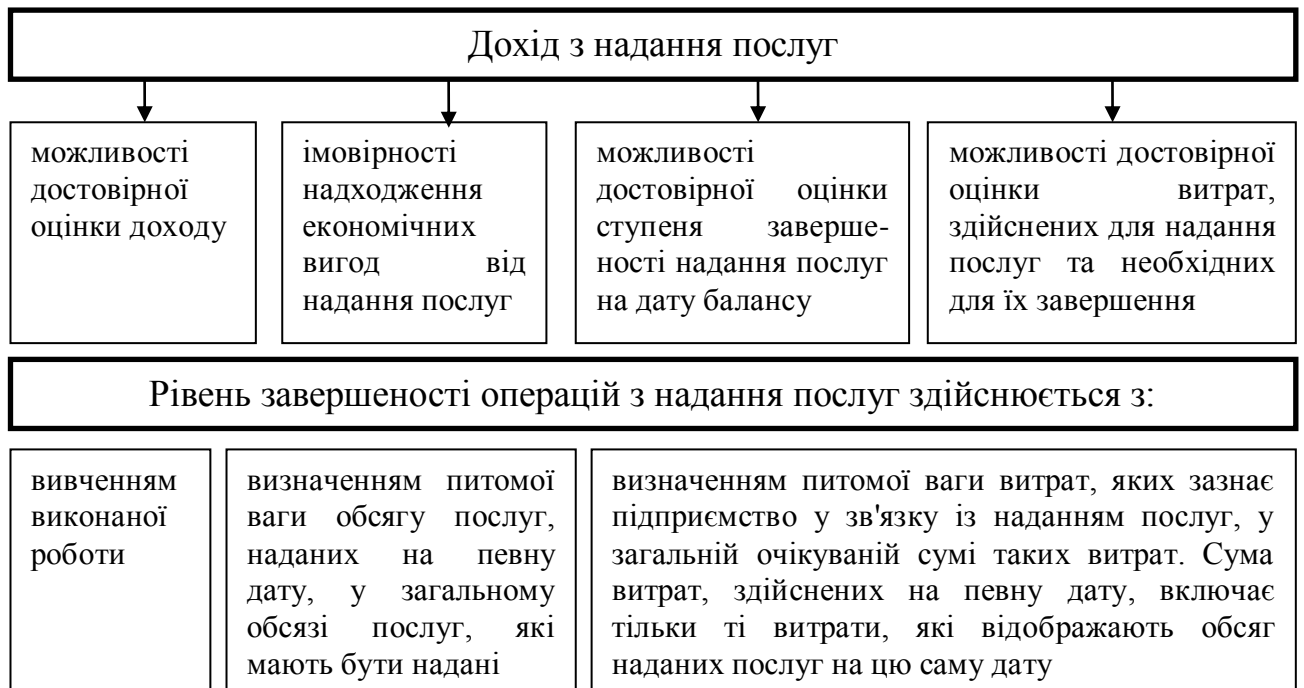 Дохід з надання послуг
можливості
достовірної
оцінки доходу
імовірності
надходження
економічних
вигод від
надання послуг
можливості
достовірної оцінки
ступеня заверше-
ності надання послуг
на дату балансу
можливості достовірної
оцінки витрат,
здійснених для надання
послуг та необхідних
для їх завершення
Рівень завершеності операцій з надання послуг здійснюється з:
вивченням
виконаної
роботи
визначенням питомої
ваги обсягу послуг,
наданих на певну
дату, у загальному
обсязі послуг, які
мають бути надані
визначенням питомої ваги витрат, яких зазнає
підприємство у зв'язку із наданням послуг, у
загальній очікуваній сумі таких витрат. Сума
витрат, здійснених на певну дату, включає
тільки ті витрати, які відображають обсяг
наданих послуг на цю саму дату